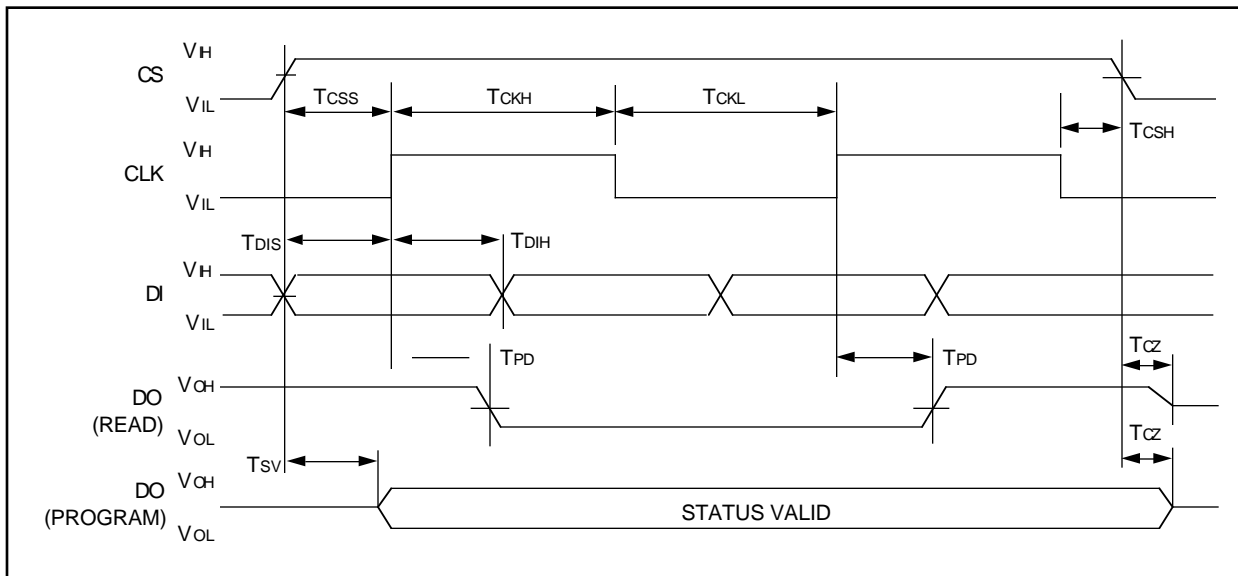 VIH
CS
VIL
TCSS
TCKH
TCKL
TCSH
VIH
CLK
VIL
TDIS
TDIH
VIH
DI
VIL
TPD
TPD
TCZ
VOH
DO
(READ)
VOL
TCZ
TSV
VOH
DO
(PROGRAM)
STATUS VALID
VOL